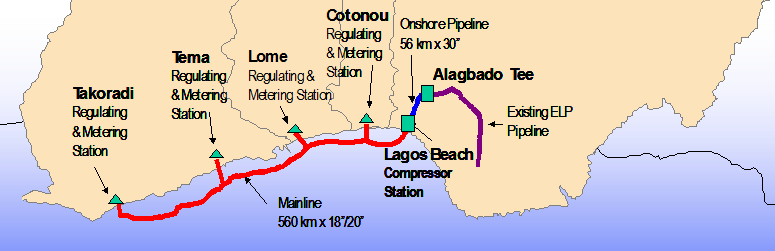 Takoradi
Regulating
& Metering
Station
Tema
Regulating
& Metering
Station
Lome
Regulating &
Metering Station
Cotonou
Regulating
& Metering
Station
Onshore Pipeline
56 km x 30"
Alagbado Tee
Existing ELP
Pipeline
Lagos Beach
Compressor
Station
Mainline
560 km x 18"/20"